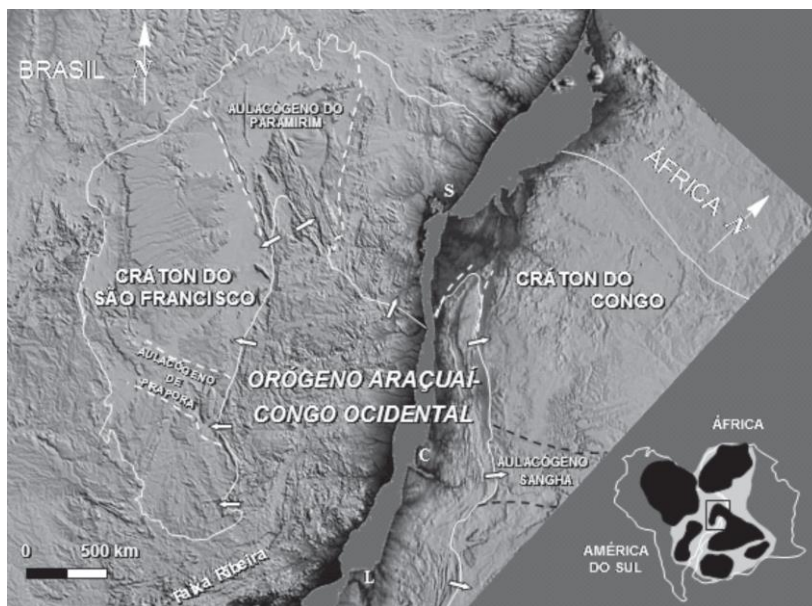 BRASIL
N
AULACÓGENO DO
PARAMIRIM
ÁFRICA
N
S
CRÁTON DO
SÃO FRANCISCO
CRÁTON DO
CONGO
AULACÓGENO
DE
PIRAPORA
ORÓGENO ARAÇUAÍ-
CONGO OCIDENTAL
C
AULACÓGENO
SANGHA
ÁFRICA
AMÉRICA
DO SUL
0 500 km
Faixa Ribeira
L